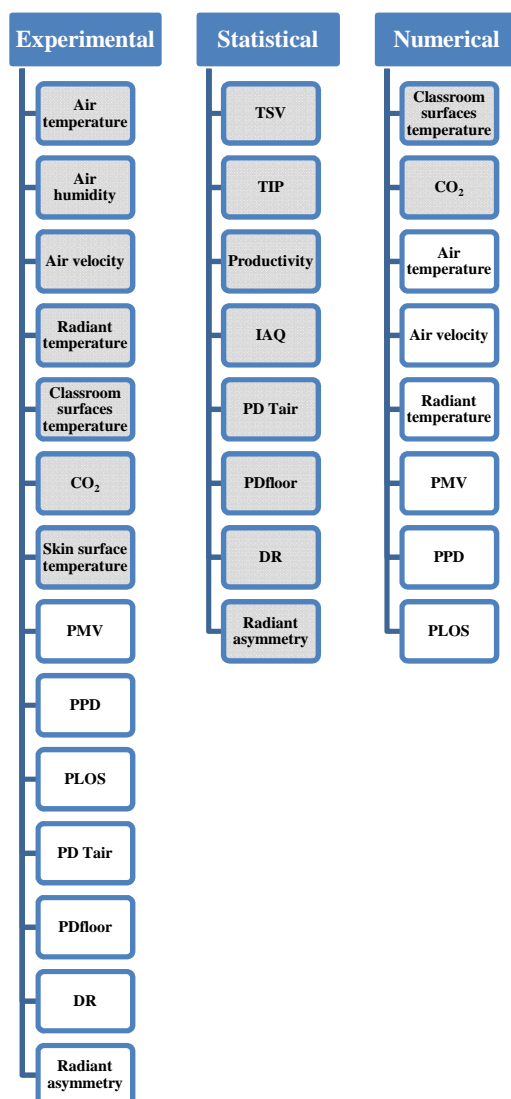 Experimental
Air
temperature
Air
humidity
Air velocity
Radiant
temperature
Classroom
surfaces
temperature
CO₂
Skin surface
temperature
PMV
PPD
PLOS
PD Tair
PDfloor
DR
Radiant
asymmetry
Statistical
TSV
TIP
Productivity
IAQ
PD Tair
PDfloor
DR
Radiant
asymmetry
Numerical
Classroom
surfaces
temperature
CO₂
Air
temperature
Air velocity
Radiant
temperature
PMV
PPD
PLOS